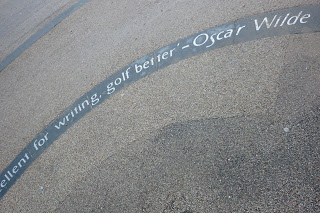 ellent for writing, golf better' – Oscar Wilde